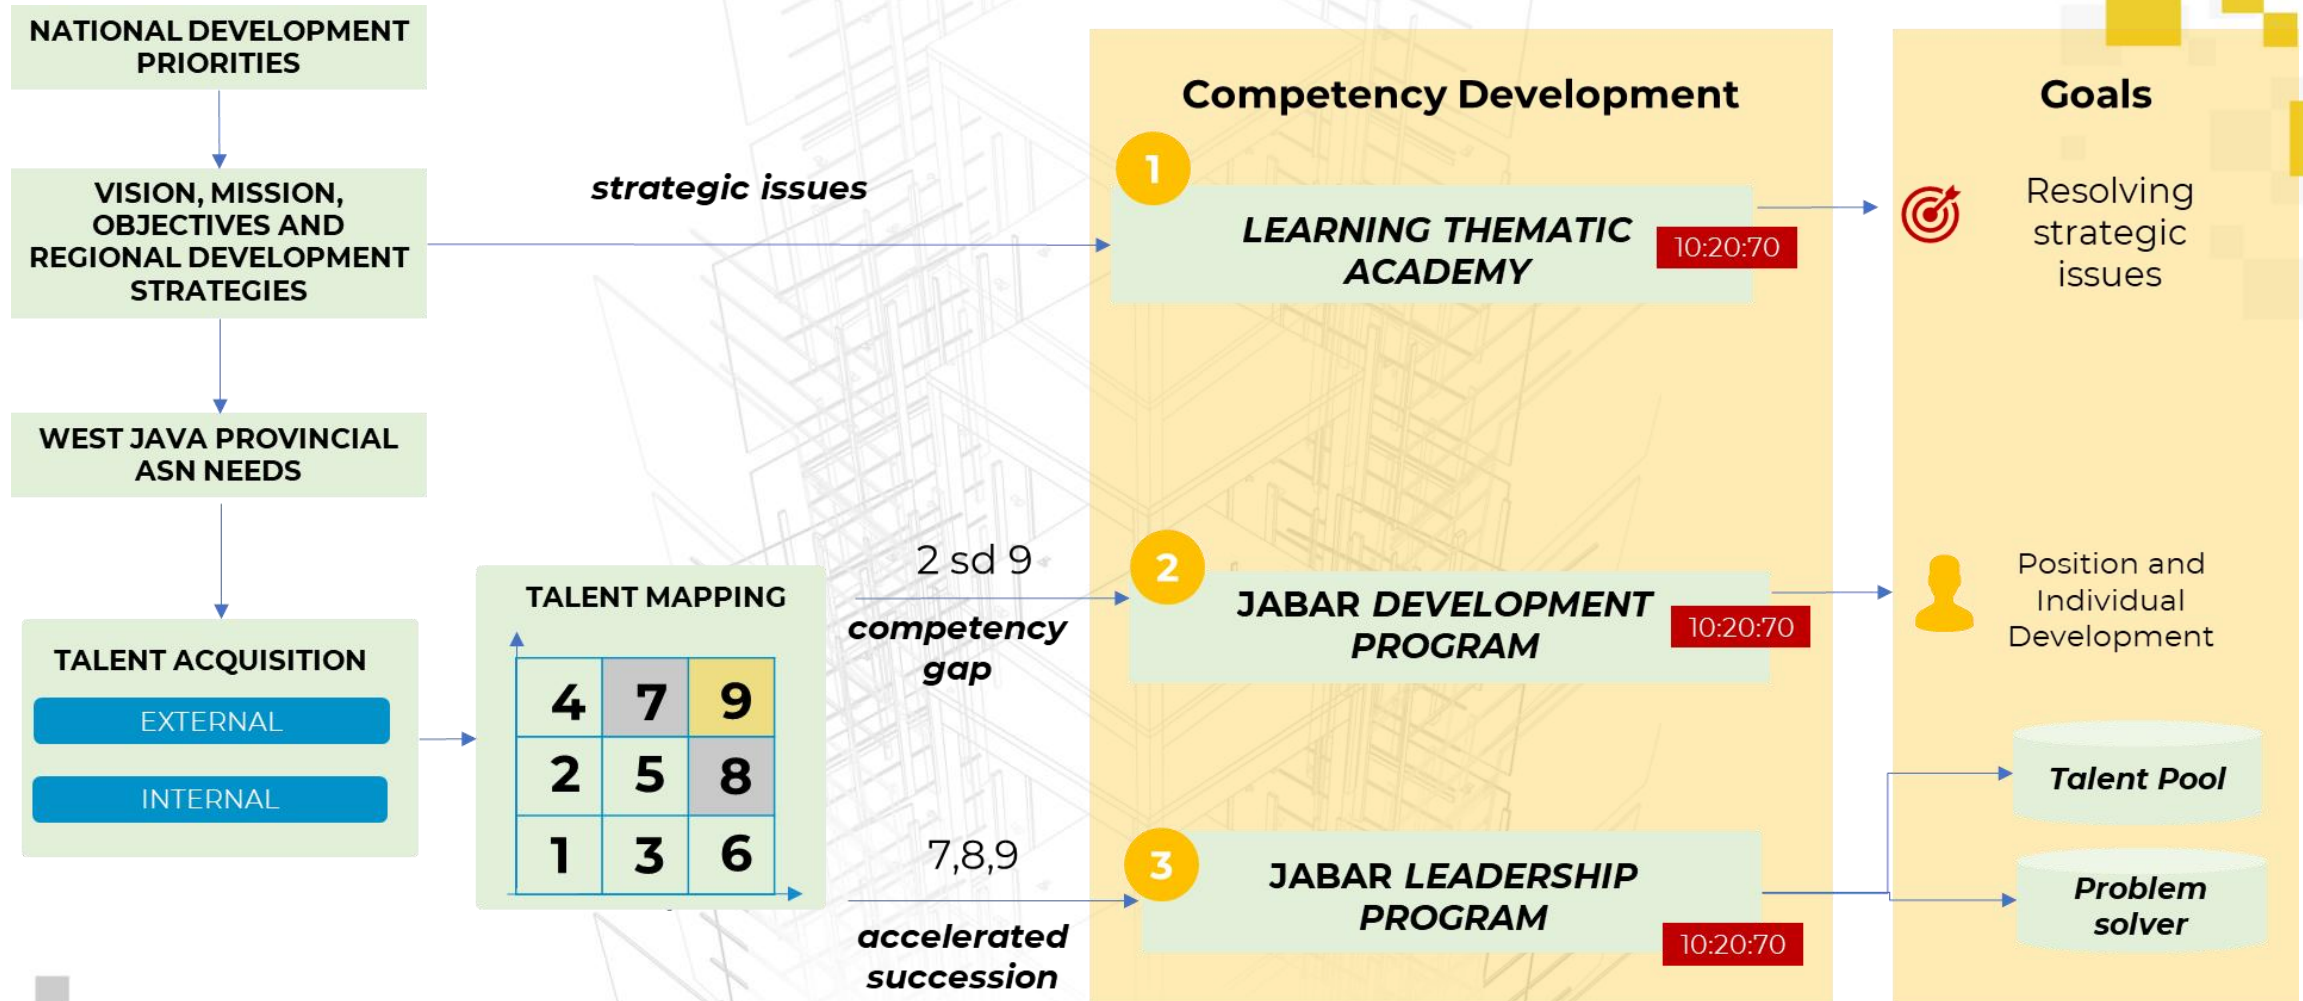 NATIONAL DEVELOPMENT
PRIORITIES
VISION, MISSION,
OBJECTIVES AND
REGIONAL DEVELOPMENT
STRATEGIES
WEST JAVA PROVINCIAL
ASN NEEDS
TALENT ACQUISITION
EXTERNAL
INTERNAL
TALENT MAPPING
4 7 9
2 5 8
1 3 6
strategic issues
2 sd 9
competency
gap
7,8,9
accelerated
succession
Competency Development
1
LEARNING THEMATIC
ACADEMY
10:20:70
2
JABAR DEVELOPMENT
PROGRAM
10:20:70
3
JABAR LEADERSHIP
PROGRAM
10:20:70
Goals
Resolving
strategic
issues
Position and
Individual
Development
Talent Pool
Problem
solver